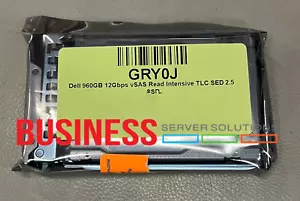 GRY0J
Dell 960GB 12Gbps vSAS Read Intensive TLC SED 2.5
BUSINESS
SERVER SOLUTIONS